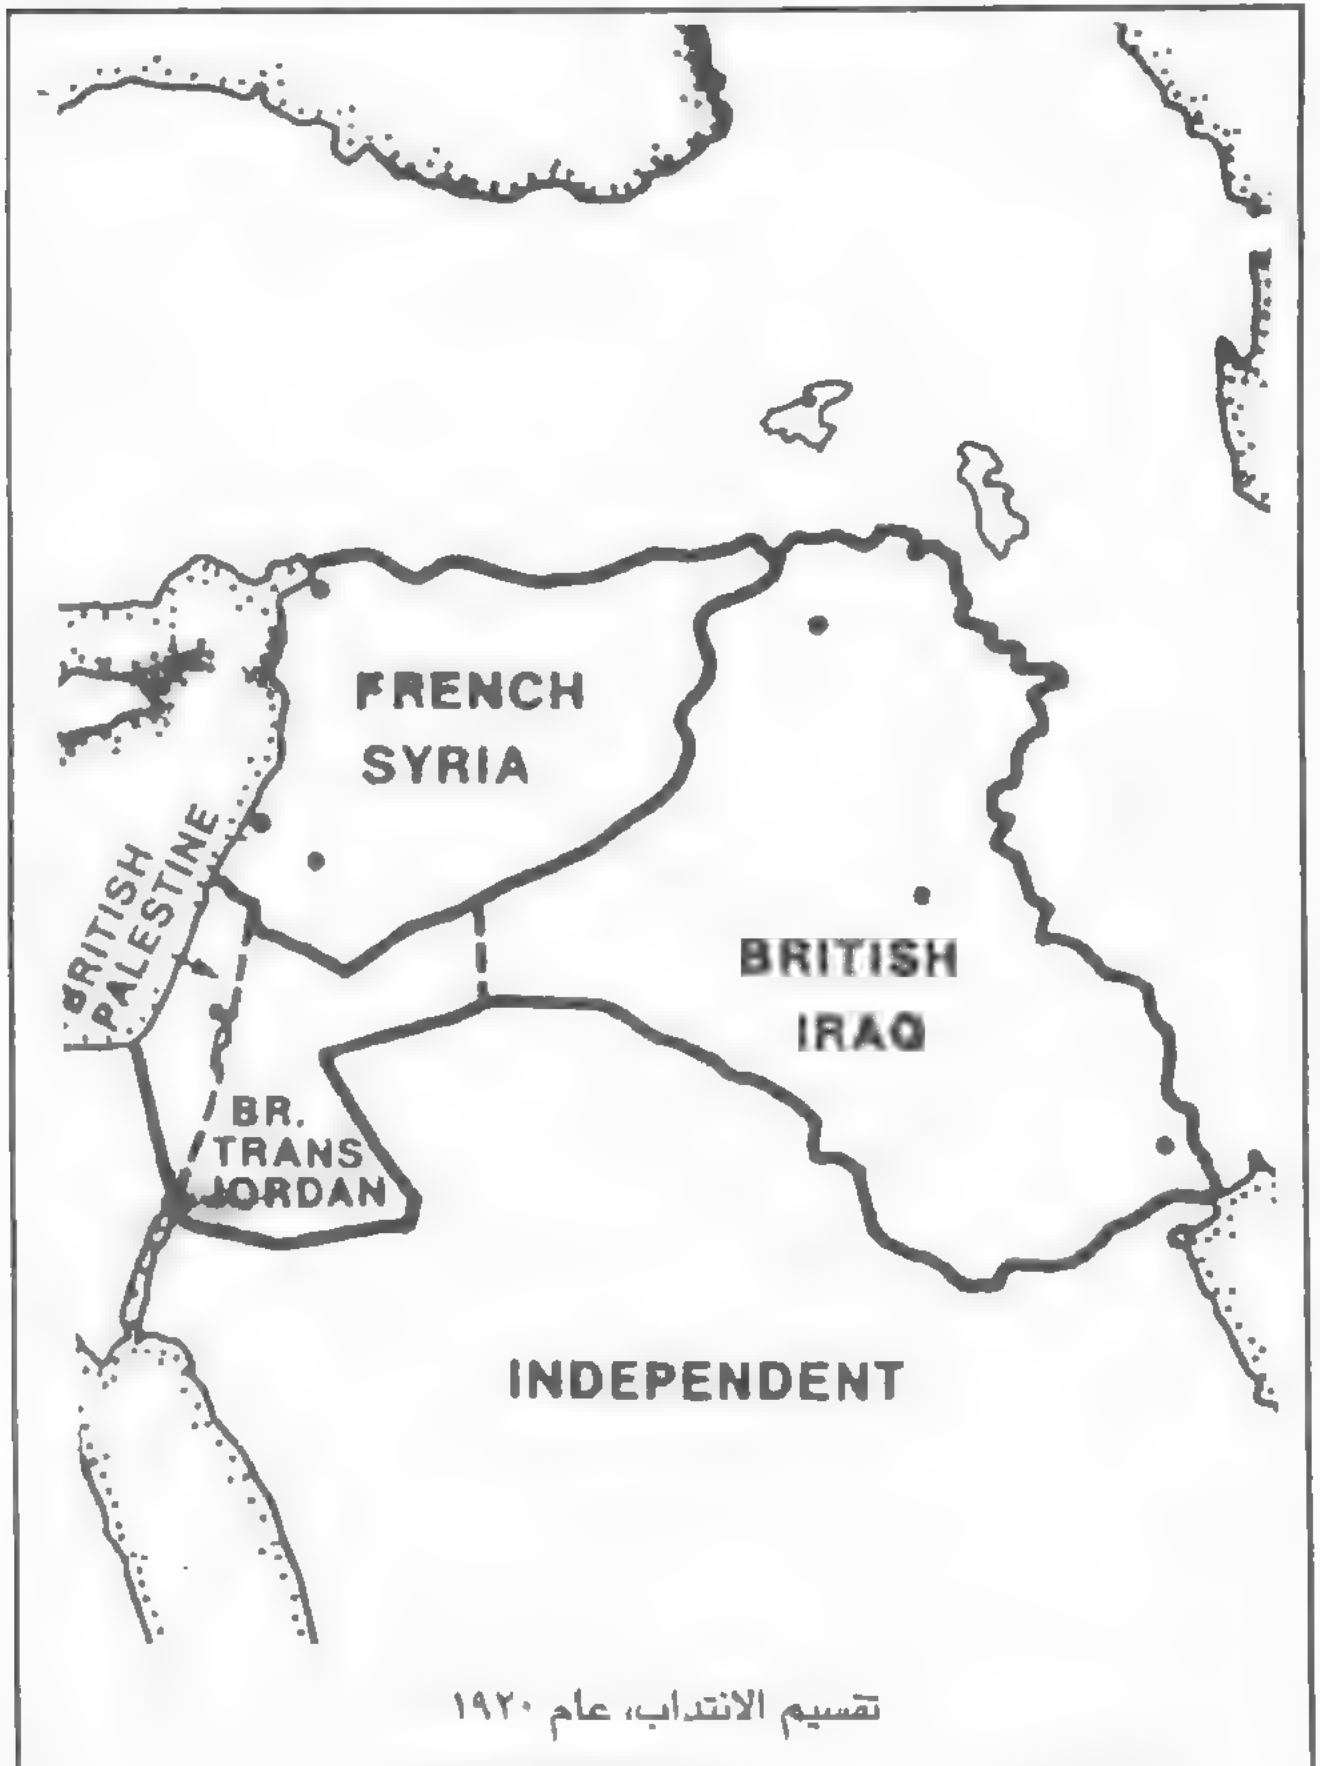 FRENCH
SYRIA
BRITISH
PALESTINE
BRITISH
IRAQ
BR.
TRANS
JORDAN
INDEPENDENT
تقسيم الانتداب، عام ١٩٢٠